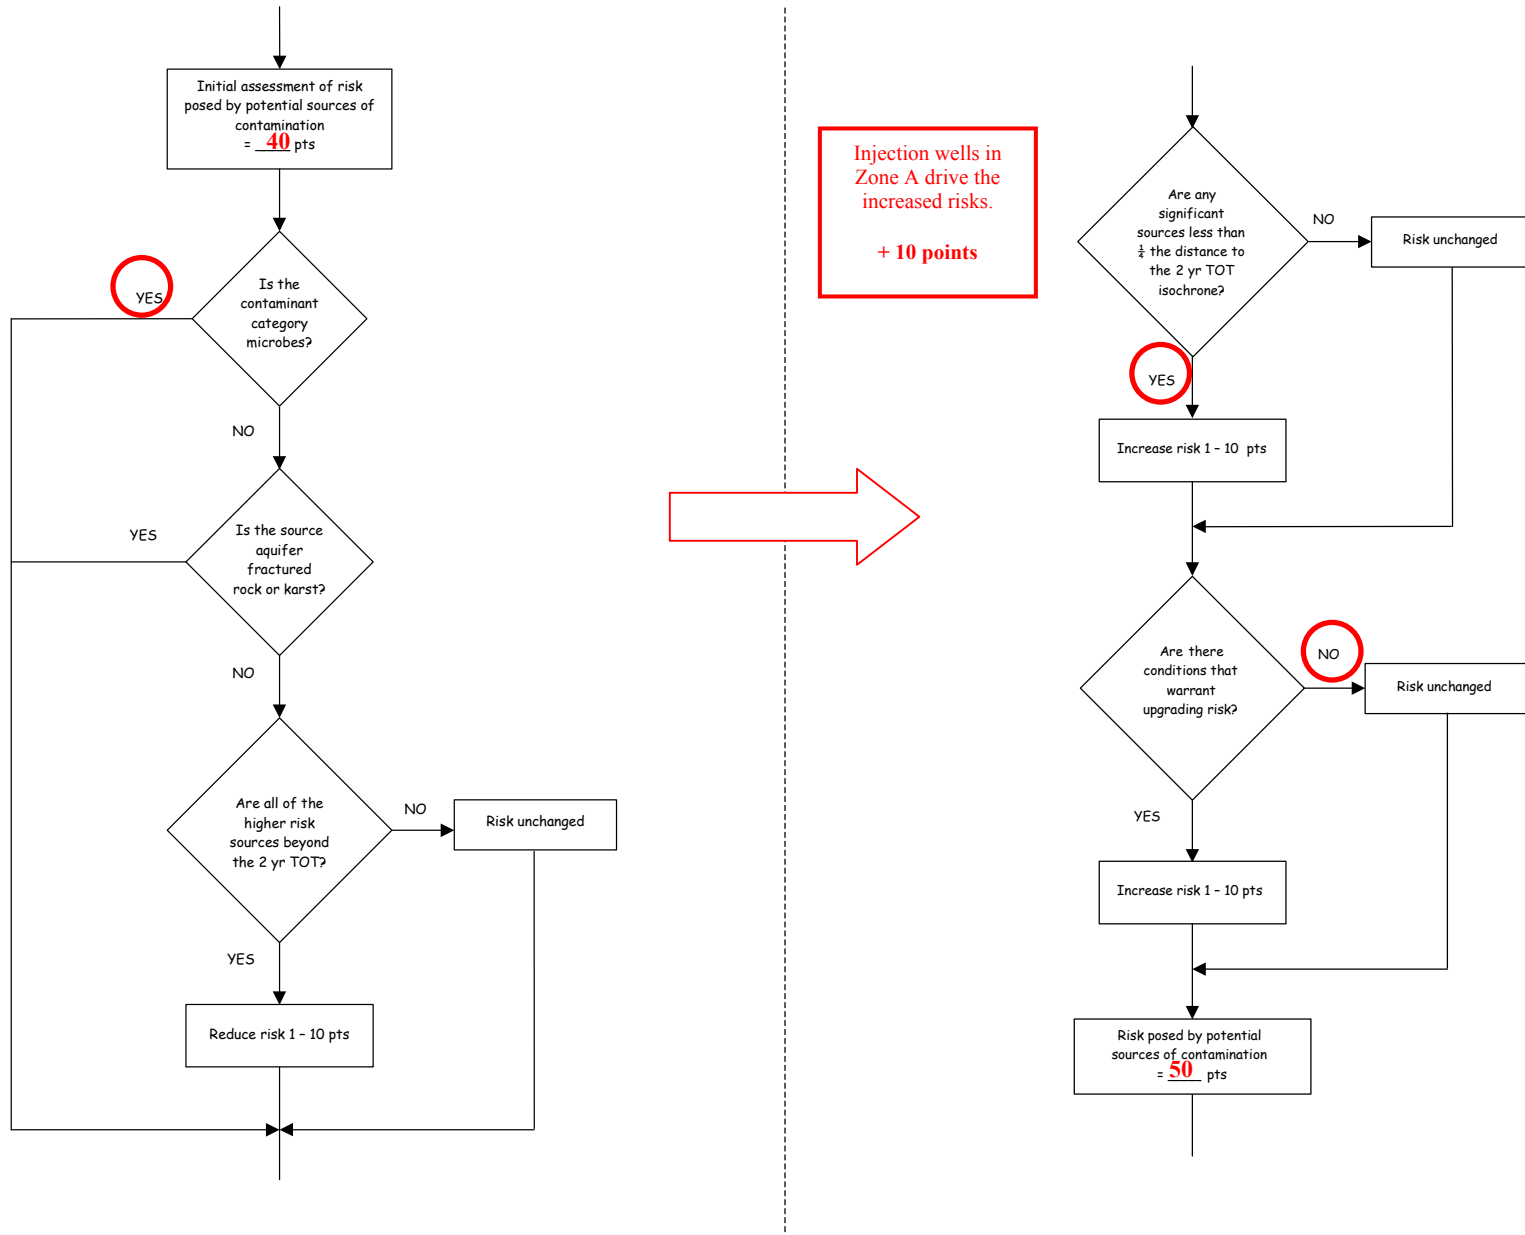 Initial assessment of risk
posed by potential sources of
contamination
= 40 pts
YES
Is the
contaminant
category
microbes?
NO
YES
Is the source
aquifer
fractured
rock or karst?
NO
Are all of the
higher risk
sources beyond
the 2 yr TOT?
NO
Risk unchanged
YES
Reduce risk 1 – 10 pts
Injection wells in
Zone A drive the
increased risks.
+ 10 points
Are any
significant
sources less than
¼ the distance to
the 2 yr TOT
isochrone?
NO
Risk unchanged
YES
Increase risk 1 – 10 pts
Are there
conditions that
warrant
upgrading risk?
NO
Risk unchanged
YES
Increase risk 1 – 10 pts
Risk posed by potential
sources of contamination
= 50 pts